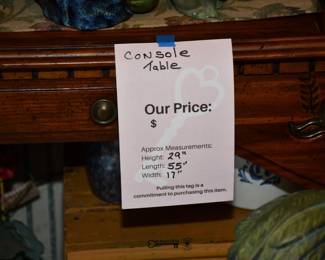 Console
Table
Our Price:
$
Approx Measurements:
Height: 29"
Length: 55"
Width: 17"
Pulling this tag is a
commitment to purchasing this item.